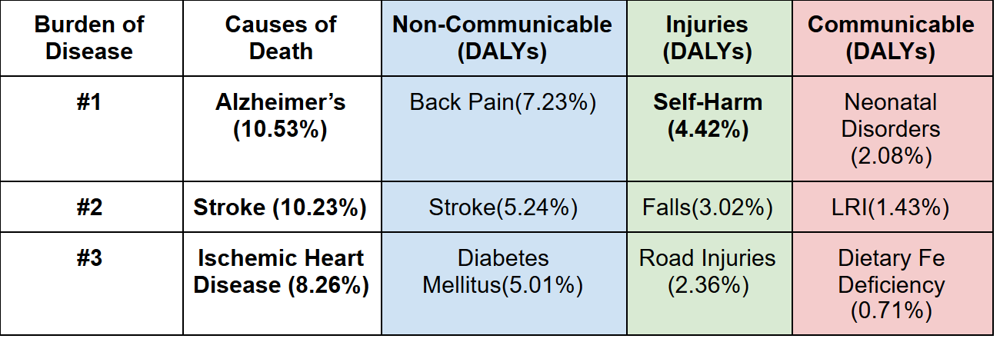 Burden of
Disease
Causes of
Death
Non-Communicable
(DALYs)
Injuries
(DALYs)
Communicable
(DALYs)
#1
Alzheimer’s
(10.53%)
Back Pain(7.23%)
Self-Harm
(4.42%)
Neonatal
Disorders
(2.08%)
#2
Stroke (10.23%)
Stroke(5.24%)
Falls(3.02%)
LRI(1.43%)
#3
Ischemic Heart
Disease (8.26%)
Diabetes
Mellitus(5.01%)
Road Injuries
(2.36%)
Dietary Fe
Deficiency
(0.71%)